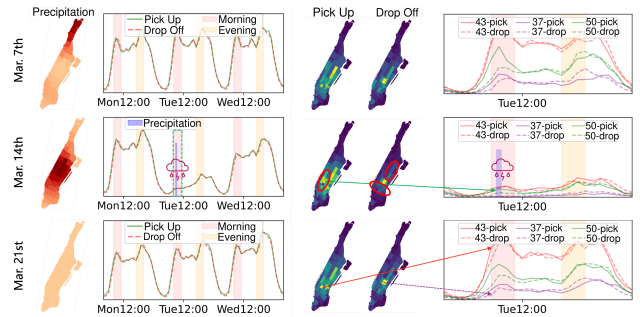 Precipitation
Pick Up
Drop Off
Mar. 7th
Pick Up
Morning
Drop Off
Evening
Mon12:00
Tue12:00
Wed12:00
43-pick
37-pick
50-pick
43-drop
37-drop
50-drop
Tue12:00
Mar. 14th
Precipitation
Mon12:00
Tue12:00
Wed12:00
43-pick
37-pick
50-pick
43-drop
37-drop
50-drop
Tue12:00
Mar. 21st
Pick Up
Morning
Drop Off
Evening
Mon12:00
Tue12:00
Wed12:00
43-pick
37-pick
50-pick
43-drop
37-drop
50-drop
Tue12:00